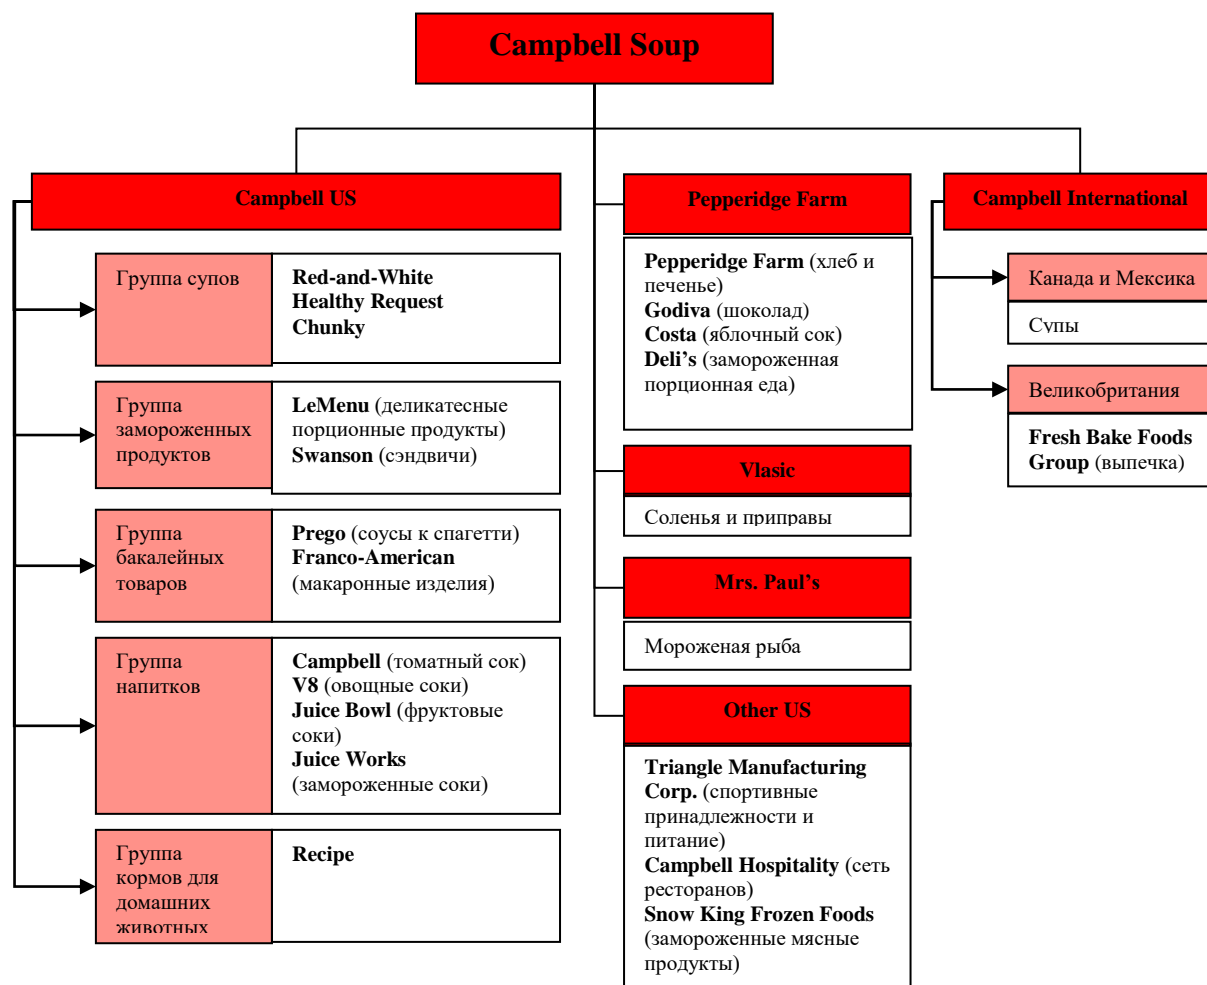 Campbell Soup
Campbell US
Группа супов
Red-and-White
Healthy Request
Chunky
Группа
замороженных
продуктов
LeMenu (деликатесные
порционные продукты)
Swanson (сэндвичи)
Группа
бакалейных
товаров
Prego (соусы к спагетти)
Franco-American
(макаронные изделия)
Группа
напитков
Campbell (томатный сок)
V8 (овощные соки)
Juice Bowl (фруктовые
соки)
Juice Works
(замороженные соки)
Группа
кормов для
домашних
животных
Recipe
Pepperidge Farm
Pepperidge Farm (хлеб и
печенье)
Godiva (шоколад)
Costa (яблочный сок)
Deli’s (замороженная
порционная еда)
Vlasic
Соленья и приправы
Mrs. Paul’s
Мороженая рыба
Other US
Triangle Manufacturing
Corp. (спортивные
принадлежности и
питание)
Campbell Hospitality (сеть
ресторанов)
Snow King Frozen Foods
(замороженные мясные
продукты)
Campbell International
Канада и Мексика
Супы
Великобритания
Fresh Bake Foods
Group (выпечка)